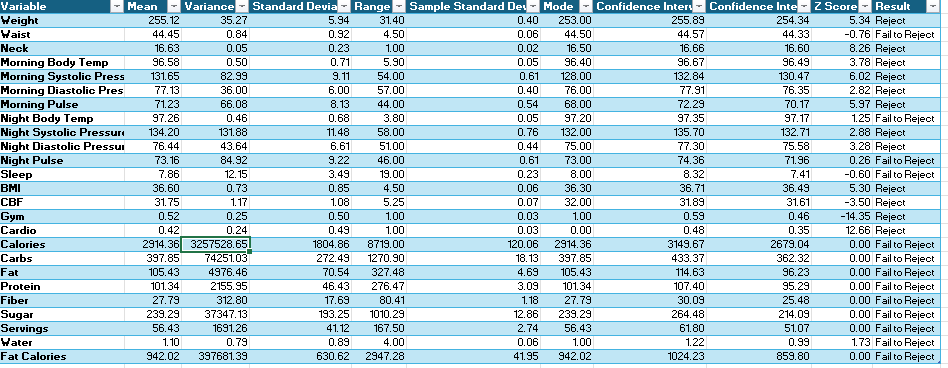 Variable Mean Variance Standard Devia Range Sample Standard Dev Mode Confidence Interv Confidence Inte Z Score Result
Weight 255.12 35.27 5.94 31.40 0.40 253.00 255.89 254.34 5.34 Reject
Waist 44.45 0.84 0.92 4.50 0.06 44.50 44.57 44.33 -0.76 Fail to Reject
Neck 16.63 0.05 0.23 1.00 0.02 16.50 16.66 16.60 8.26 Reject
Morning Body Temp 96.58 0.50 0.71 5.90 0.05 96.40 96.67 96.49 3.78 Reject
Morning Systolic Press 131.65 82.99 9.11 54.00 0.61 128.00 132.84 130.47 6.02 Reject
Morning Diastolic Pres 77.13 36.00 6.00 57.00 0.40 76.00 77.91 76.35 2.82 Reject
Morning Pulse 71.23 66.08 8.13 44.00 0.54 68.00 72.29 70.17 5.97 Reject
Night Body Temp 97.26 0.46 0.68 3.80 0.05 97.20 97.35 97.17 1.25 Fail to Reject
Night Systolic Pressure 134.20 131.88 11.48 58.00 0.76 132.00 135.70 132.71 2.88 Reject
Night Diastolic Pressur 76.44 43.64 6.61 51.00 0.44 75.00 77.30 75.58 3.28 Reject
Night Pulse 73.16 84.92 9.22 46.00 0.61 73.00 74.36 71.96 0.26 Fail to Reject
Sleep 7.86 12.15 3.49 19.00 0.23 8.00 8.32 7.41 -0.60 Fail to Reject
BMI 36.60 0.73 0.85 4.50 0.06 36.30 36.71 36.49 5.30 Reject
CBF 31.75 1.17 1.08 5.25 0.07 32.00 31.89 31.61 -3.50 Reject
Gym 0.52 0.25 0.50 1.00 0.03 1.00 0.59 0.46 -14.35 Reject
Cardio 0.42 0.24 0.49 1.00 0.03 0.00 0.48 0.35 12.66 Reject
Calories 2914.36 3257528.65 1804.86 8719.00 120.06 2914.36 3149.67 2679.04 0.00 Fail to Reject
Carbs 397.85 74251.03 272.49 1270.90 18.13 397.85 433.37 362.32 0.00 Fail to Reject
Fat 105.43 4976.46 70.54 327.48 4.69 105.43 114.63 96.23 0.00 Fail to Reject
Protein 101.34 2155.95 46.43 276.47 3.09 101.34 107.40 95.29 0.00 Fail to Reject
Fiber 27.79 312.80 17.69 80.41 1.18 27.79 30.09 25.48 0.00 Fail to Reject
Sugar 239.29 37347.13 193.25 1010.29 12.86 239.29 264.48 214.09 0.00 Fail to Reject
Servings 56.43 1691.26 41.12 167.50 2.74 56.43 61.80 51.07 0.00 Fail to Reject
Water 1.10 0.79 0.89 4.00 0.06 1.00 1.22 0.99 1.73 Fail to Reject
Fat Calories 942.02 397681.39 630.62 2947.28 41.95 942.02 1024.23 859.80 0.00 Fail to Reject